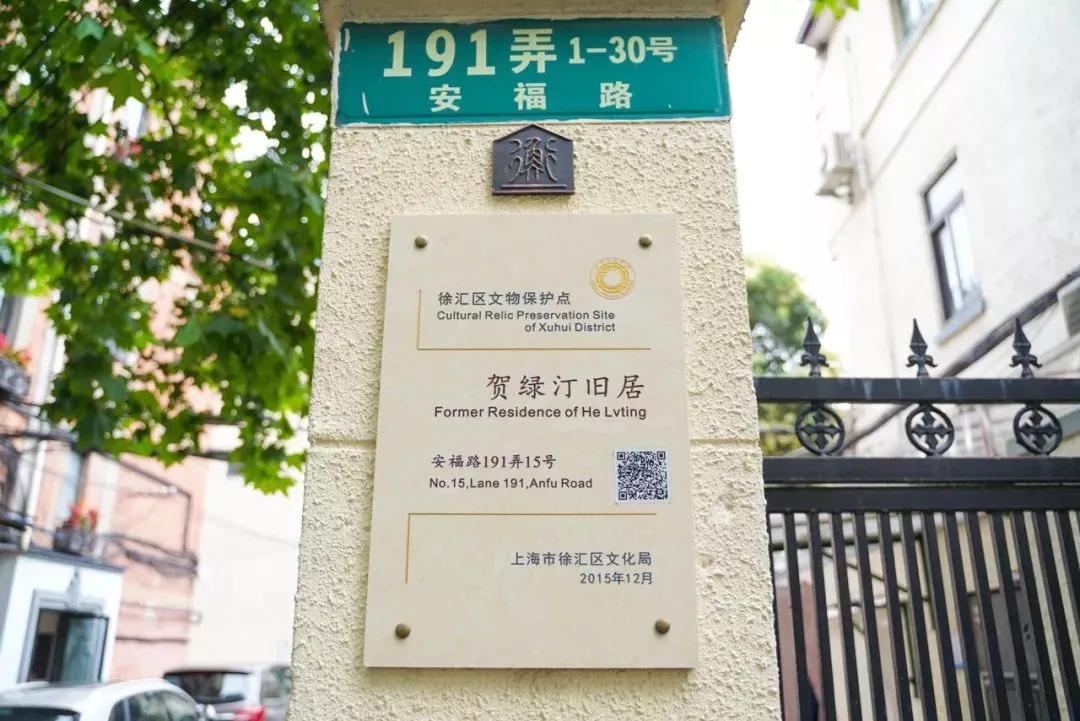 191弄 1-30号
安福路
徐汇区文物保护点
Cultural Relic Preservation Site
of Xuhui District
贺绿汀旧居
Former Residence of He Lvting
安福路191弄15号
No.15,Lane 191,Anfu Road
上海市徐汇区文化局
2015年12月